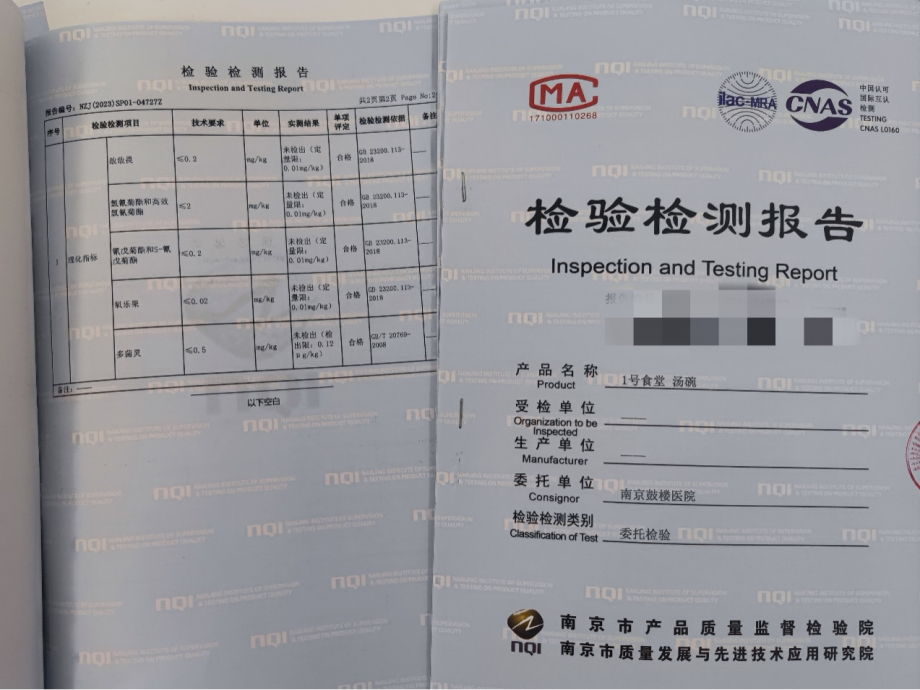 检验检测报告
Inspection and Testing Report
报告编号：NZJ(2023)SP01-04727Z 共2页第2页 Page No:2
序号 检验检测项目 技术要求 单位 实测结果 单项评定 检验检测依据 备注
1 理化指标
敌敌畏 ≤0.2 mg/kg 未检出（定量限：0.01mg/kg） 合格 GB 23200.113-2018 ——
氯氰菊酯和高效氯氰菊酯 ≤2 mg/kg 未检出（定量限：0.01mg/kg） 合格 GB 23200.113-2018 ——
氰戊菊酯和S-氰戊菊酯 ≤0.2 mg/kg 未检出（定量限：0.01mg/kg） 合格 GB 23200.113-2018 ——
氧乐果 ≤0.02 mg/kg 未检出（定量限：0.01mg/kg） 合格 GB 23200.113-2018 ——
多菌灵 ≤0.5 mg/kg 未检出（检出限：0.12μg/kg） 合格 GB/T 20769-2008 ——
备注：——
以下空白
MA
171000110268
ilac-MRA
CNAS
中国认可
国际互认
检测
TESTING
CNAS L0160
检验检测报告
Inspection and Testing Report
产品名称 1号食堂 汤碗
Product
受检单位 ——
Organization to be
Inspected
生产单位 ——
Manufacturer
委托单位 南京鼓楼医院
Consignor
检验检测类别 委托检验
Classification of Test
nqi
南京市产品质量监督检验院
南京市质量发展与先进技术应用研究院